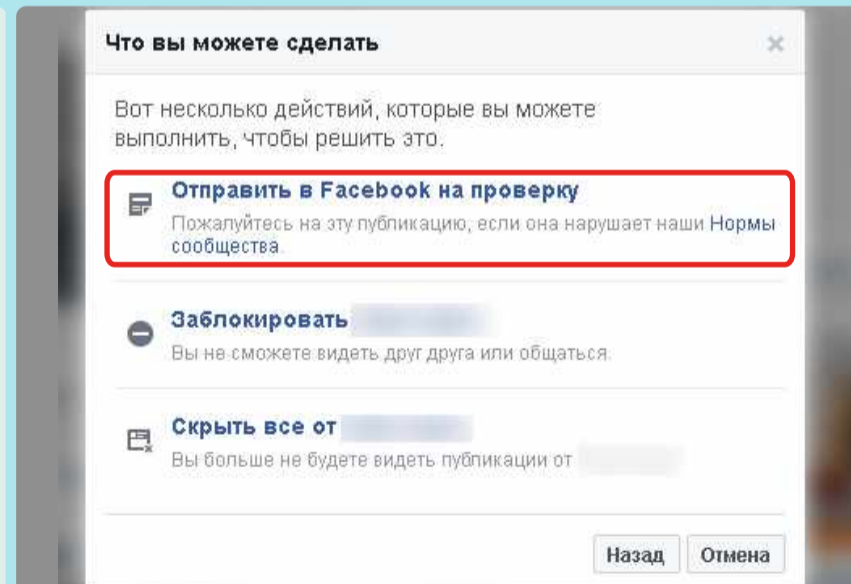 Что вы можете сделать
Вот несколько действий, которые вы можете
выполнить, чтобы решить это.
Отправить в Facebook на проверку
Пожалуйтесь на эту публикацию, если она нарушает наши Нормы
сообщества.
Заблокировать
Вы не сможете видеть друг друга или общаться.
Скрыть все от
Вы больше не будете видеть публикации от
Назад Отмена